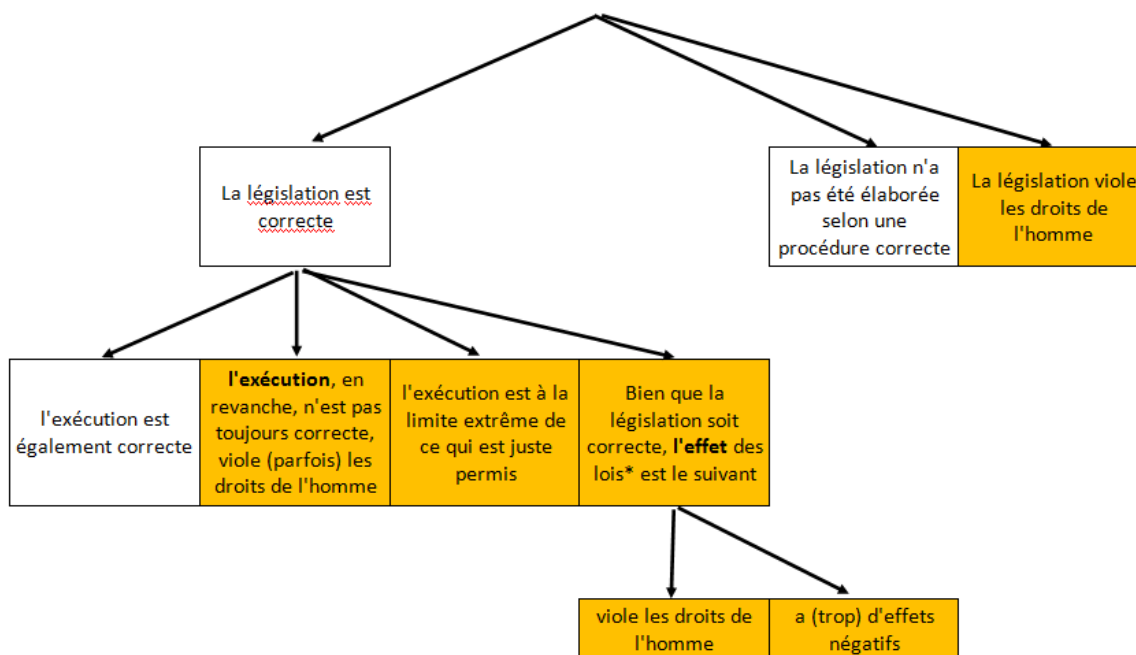 La législation est
correcte
La législation n'a
pas été élaborée
selon une
procédure correcte
La législation viole
les droits de
l'homme
l'exécution est
également correcte
l'exécution, en
revanche, n'est pas
toujours correcte,
viole (parfois) les
droits de l'homme
l'exécution est à la
limite extrême de
ce qui est juste
permis
Bien que la
législation soit
correcte, l'effet des
lois* est le suivant
viole les droits de
l'homme
a (trop) d'effets
négatifs